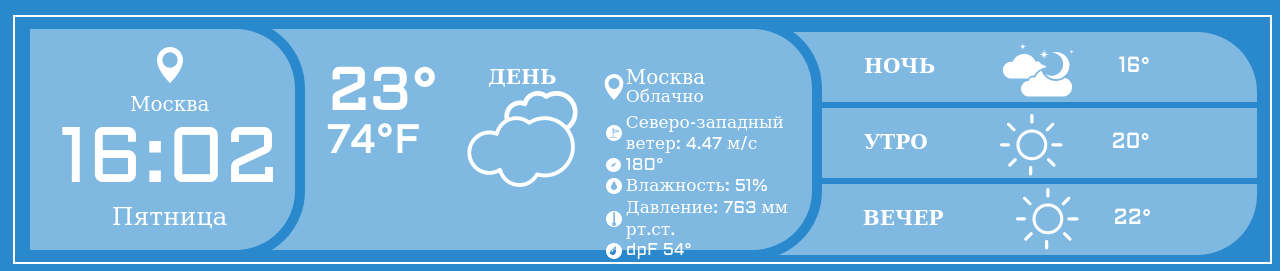 Москва
16:02
Пятница
23°
74°F
ДЕНЬ
Москва
Облачно
Северо-западный
ветер: 4.47 м/с
180°
Влажность: 51%
Давление: 763 мм
рт.ст.
dpF 54°
НОЧЬ 16°
УТРО 20°
ВЕЧЕР 22°